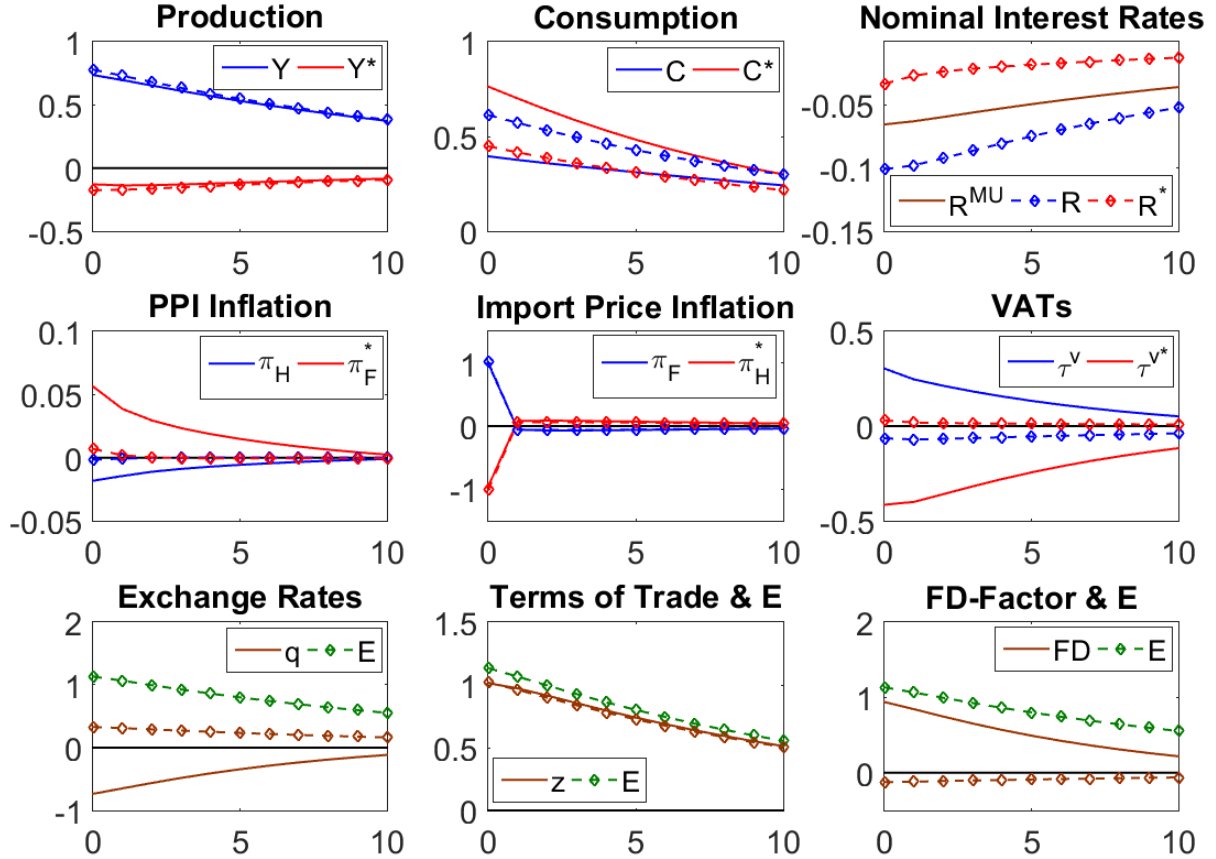 Production
1
0.5
0
-0.5
0 5 10
Y Y*
Consumption
1
0.5
0
0 5 10
C C*
Nominal Interest Rates
-0.05
-0.1
-0.15
0 5 10
R^MU R R^*
PPI Inflation
0.1
0.05
0
-0.05
0 5 10
π_H π_F^*
Import Price Inflation
1
0
-1
0 5 10
π_F π_H^*
VATs
0.5
0
-0.5
0 5 10
τ^v τ^v*
Exchange Rates
2
1
0
-1
0 5 10
q E
Terms of Trade & E
1.5
1
0.5
0
0 5 10
z E
FD-Factor & E
2
1
0
0 5 10
FD E